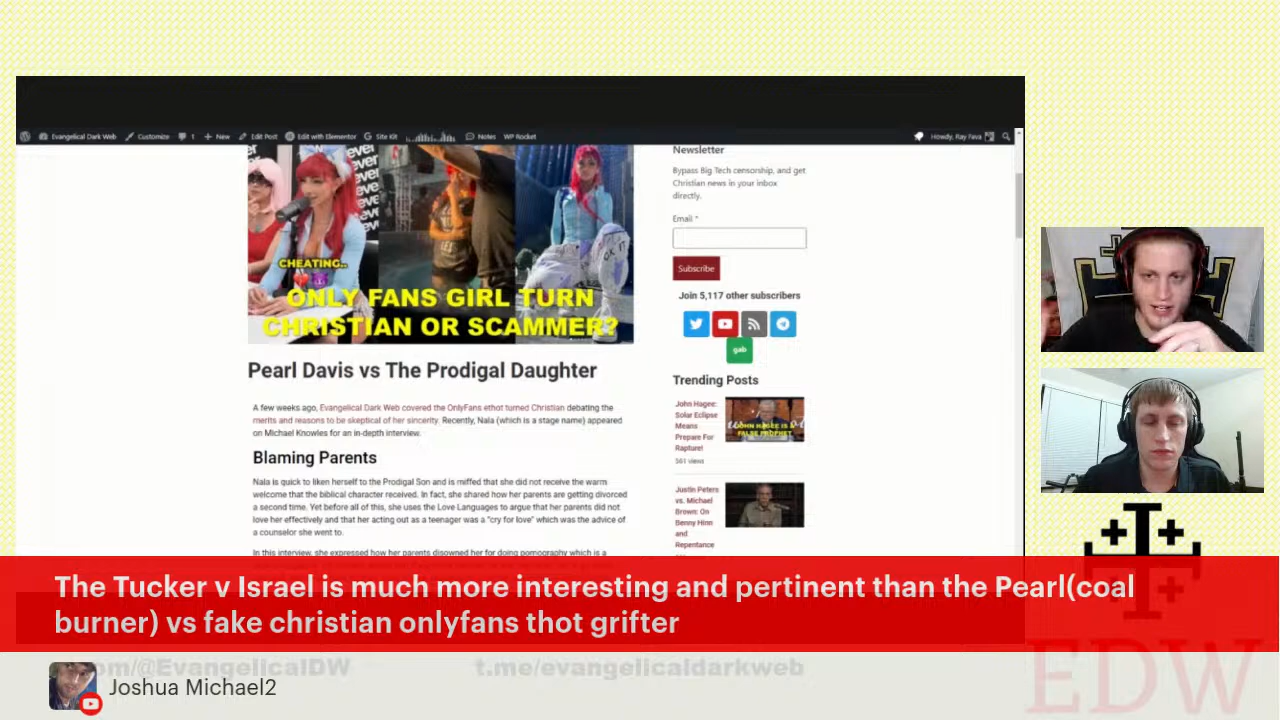 Evangelical Dark Web Customize 1 New Edit Post Edit with Elementor Site Kit Notes WP Rocket Howdy, Ray Fava
CHEATING..
ONLY FANS GIRL TURN
CHRISTIAN OR SCAMMER?
Pearl Davis vs The Prodigal Daughter
A few weeks ago, Evangelical Dark Web covered the OnlyFans ethot turned Christian debating the
merits and reasons to be skeptical of her sincerity. Recently, Nala (which is a stage name) appeared
on Michael Knowles for an in-depth interview.
Blaming Parents
Nala is quick to liken herself to the Prodigal Son and is miffed that she did not receive the warm
welcome that the biblical character received. In fact, she shared how her parents are getting divorced
a second time. Yet before all of this, she uses the Love Languages to argue that her parents did not
love her effectively and that her acting out as a teenager was a "cry for love" which was the advice of
a counselor she went to.
In this interview, she expressed how her parents disowned her for doing pornography which is a
Newsletter
Bypass Big Tech censorship, and get
Christian news in your inbox
directly.
Email *
Subscribe
Join 5,117 other subscribers
gab
Trending Posts
John Hagee:
Solar Eclipse
Means
Prepare For
Rapture!
561 views
Justin Peters
vs. Michael
Brown: On
Benny Hinn
and
Repentance
The Tucker v Israel is much more interesting and pertinent than the Pearl(coal
burner) vs fake christian onlyfans thot grifter
om/@EvangelicalDW t.me/evangelicaldarkweb
Joshua Michael2
EDW